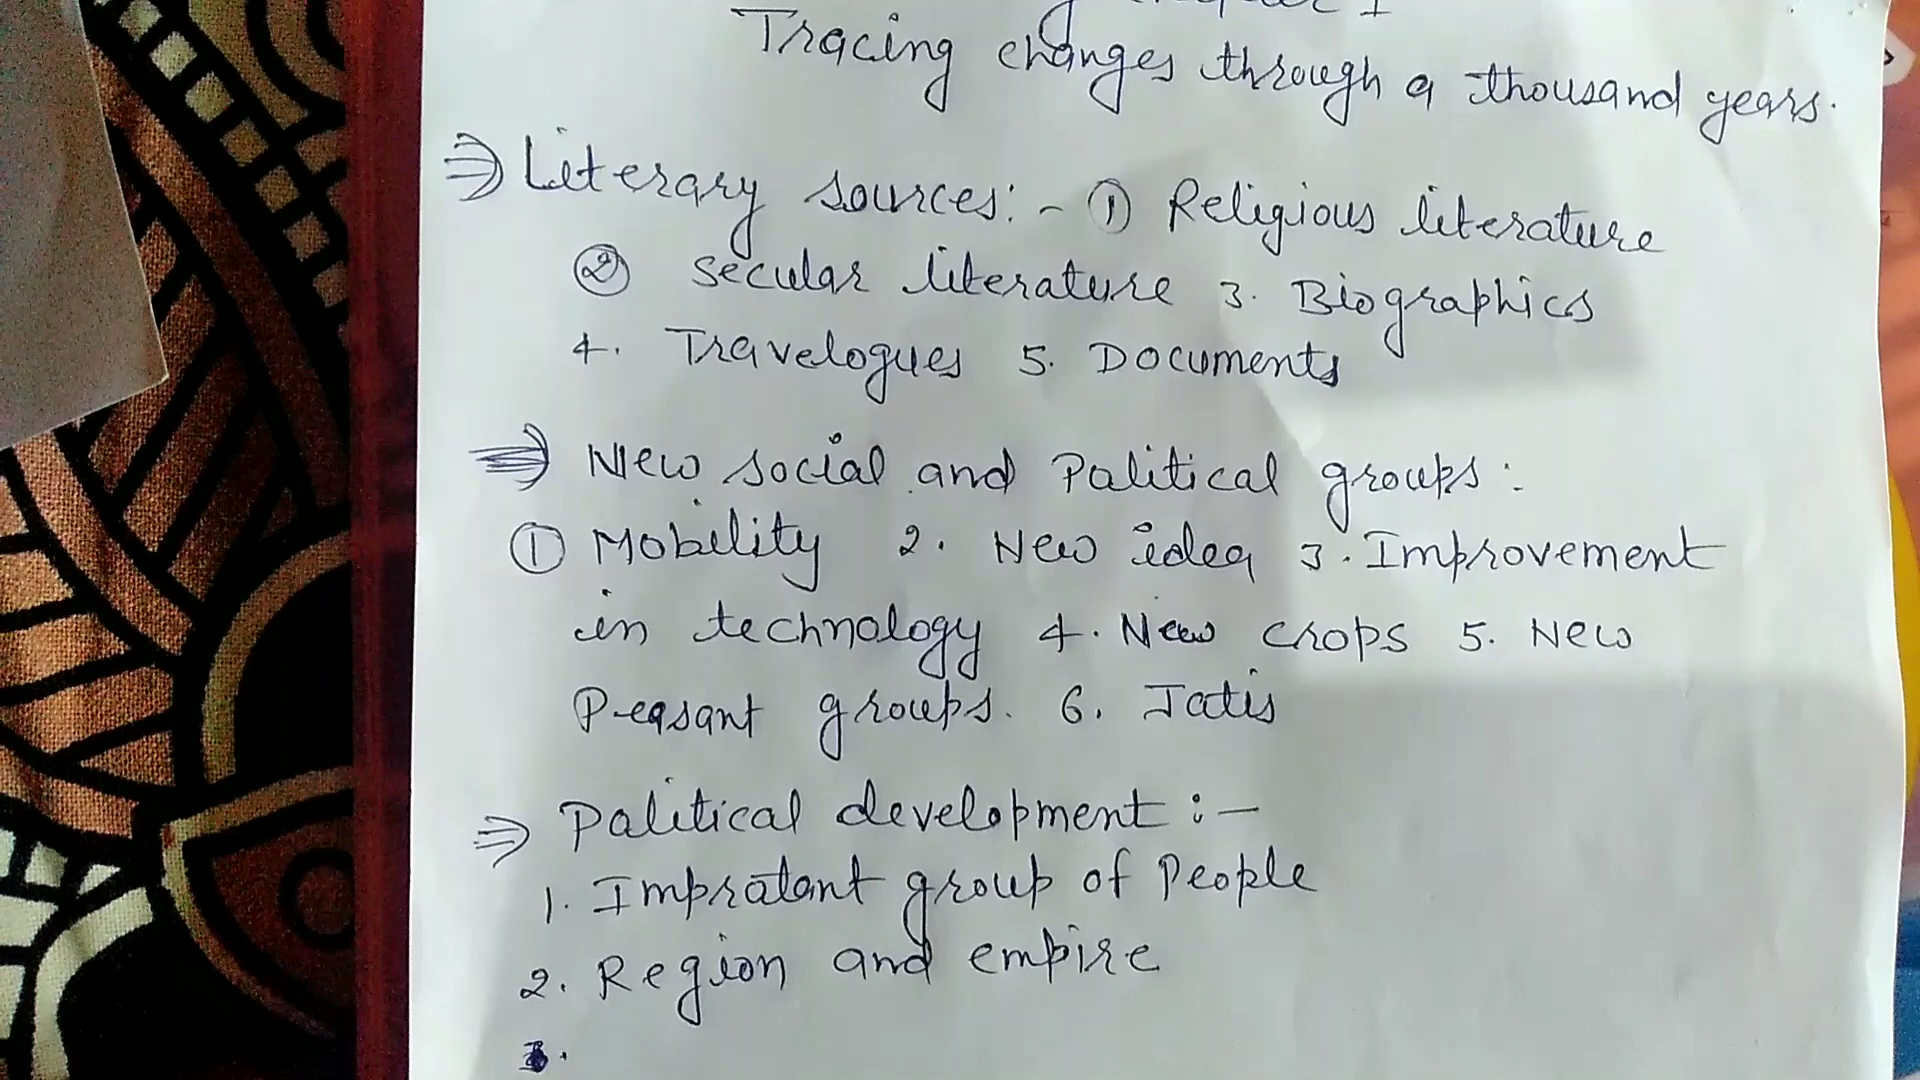 Chapter 1
Tracing changes through a thousand years.
⇒ Literary sources: - ① Religious literature
② secular literature 3. Biographics
4. Travelogues 5. Documents
⇒ New social and Palitical groups :
① Mobility 2. New idea 3. Improvement
in technology 4. New crops 5. New
Peasant groups. 6. Jatis
⇒ Palitical development : -
1. Impratant group of People
2. Region and empire